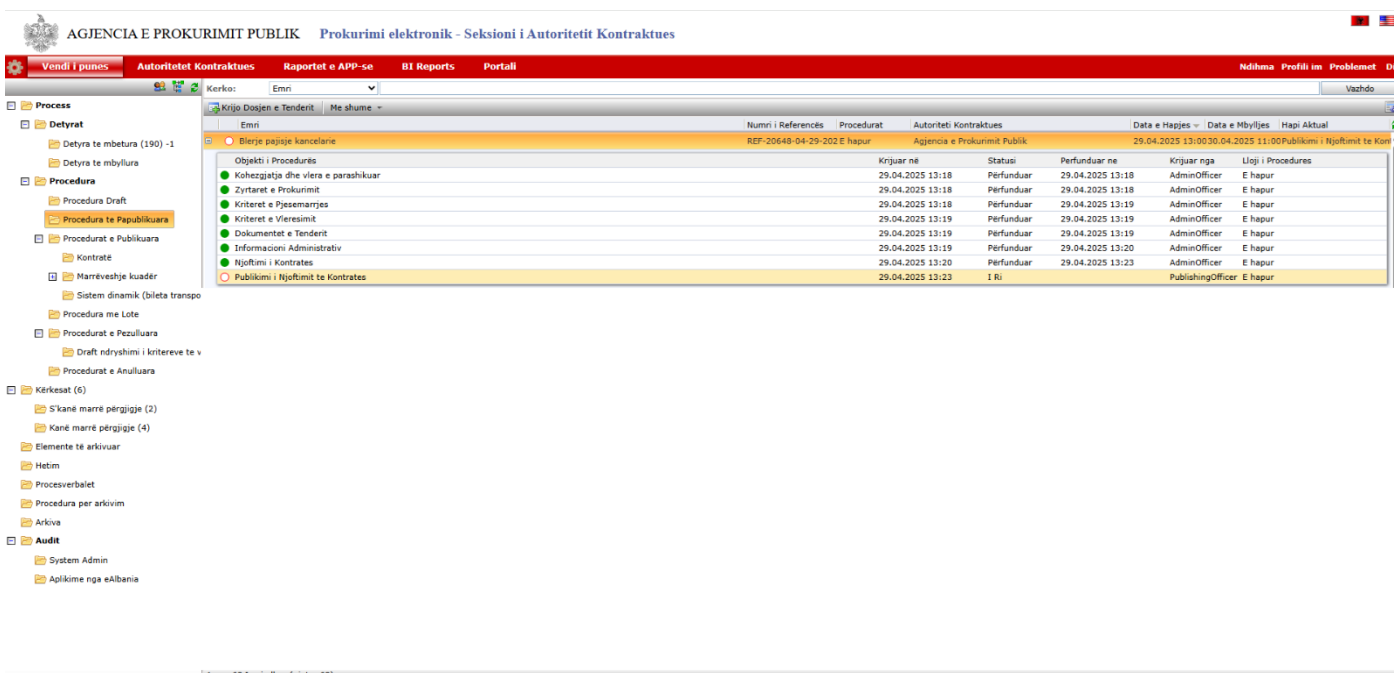 AGJENCIA E PROKURIMIT PUBLIK Prokurimi elektronik - Seksioni i Autoritetit Kontraktues
Vendi i punes Autoritetet Kontraktues Raportet e APP-se BI Reports Portali Ndihma Profili im Problemet
Kerko: Emri Vazhdo
Krijo Dosjen e Tenderit Me shume
Emri Numri i Referencës Procedurat Autoriteti Kontraktues Data e Hapjes Data e Mbylljes Hapi Aktual
Blerje pajisje kancelarie REF-20648-04-29-202 E hapur Agjencia e Prokurimit Publik 29.04.2025 13:00 30.04.2025 11:00 Publikimi i Njoftimit te Kon
Objekti i Procedurës Krijuar në Statusi Perfunduar ne Krijuar nga Lloji i Procedures
Kohezgjatja dhe vlera e parashikuar 29.04.2025 13:18 Përfunduar 29.04.2025 13:18 AdminOfficer E hapur
Zyrtaret e Prokurimit 29.04.2025 13:18 Përfunduar 29.04.2025 13:18 AdminOfficer E hapur
Kriteret e Pjesemarrjes 29.04.2025 13:18 Përfunduar 29.04.2025 13:19 AdminOfficer E hapur
Kriteret e Vleresimit 29.04.2025 13:19 Përfunduar 29.04.2025 13:19 AdminOfficer E hapur
Dokumentet e Tenderit 29.04.2025 13:19 Përfunduar 29.04.2025 13:19 AdminOfficer E hapur
Informacioni Administrativ 29.04.2025 13:19 Përfunduar 29.04.2025 13:20 AdminOfficer E hapur
Njoftimi i Kontrates 29.04.2025 13:20 Përfunduar 29.04.2025 13:23 AdminOfficer E hapur
Publikimi i Njoftimit te Kontrates 29.04.2025 13:23 I Ri PublishingOfficer E hapur
Process
Detyrat
Detyra te mbetura (190) -1
Detyra te mbyllura
Procedura
Procedura Draft
Procedura te Papublikuara
Procedurat e Publikuara
Kontratë
Marrëveshje kuadër
Sistem dinamik (bileta transpo
Procedura me Lote
Procedurat e Pezulluara
Draft ndryshimi i kritereve te v
Procedurat e Anulluara
Kërkesat (6)
S'kanë marrë përgjigje (2)
Kanë marrë përgjigje (4)
Elemente të arkivuar
Hetim
Procesverbalet
Procedura per arkivim
Arkiva
Audit
System Admin
Aplikime nga eAlbania